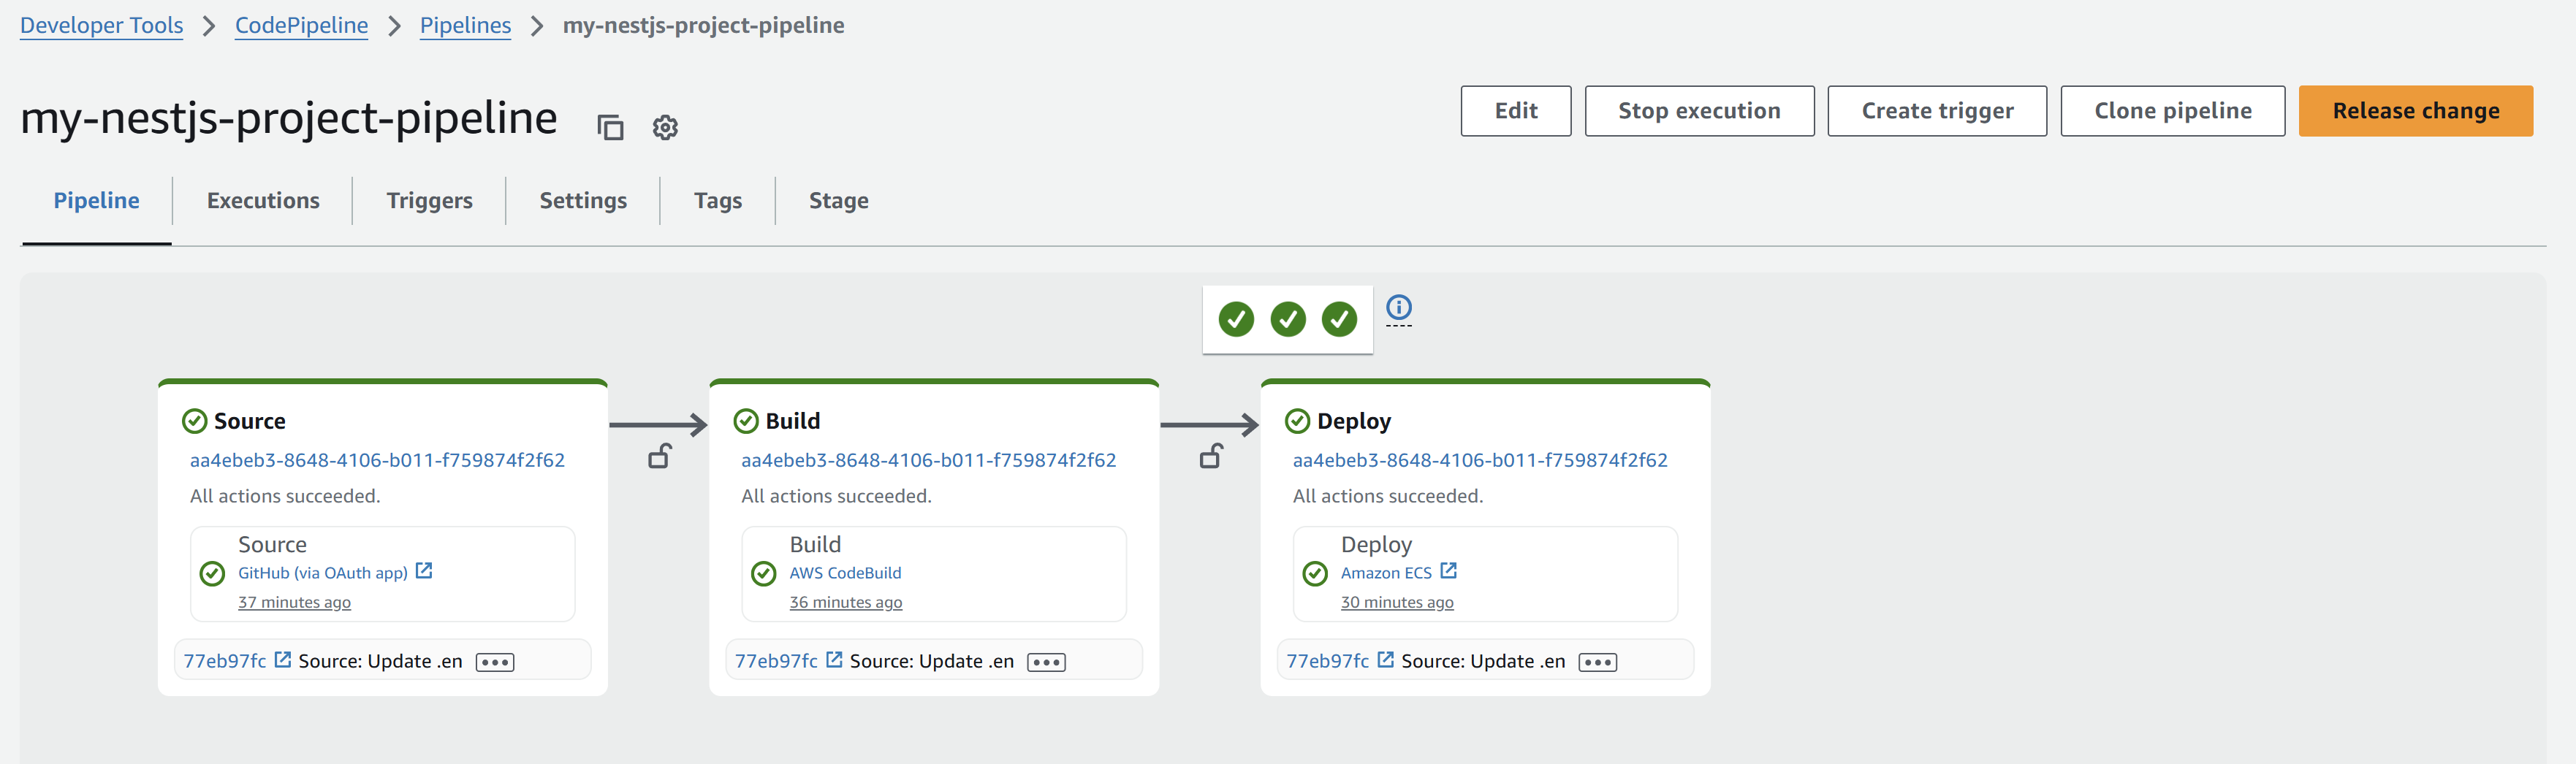 Developer Tools > CodePipeline > Pipelines > my-nestjs-project-pipeline
my-nestjs-project-pipeline
Edit
Stop execution
Create trigger
Clone pipeline
Release change
Pipeline
Executions
Triggers
Settings
Tags
Stage
Source
aa4ebeb3-8648-4106-b011-f759874f2f62
All actions succeeded.
Source
GitHub (via OAuth app)
37 minutes ago
77eb97fc Source: Update .en
Build
aa4ebeb3-8648-4106-b011-f759874f2f62
All actions succeeded.
Build
AWS CodeBuild
36 minutes ago
77eb97fc Source: Update .en
Deploy
aa4ebeb3-8648-4106-b011-f759874f2f62
All actions succeeded.
Deploy
Amazon ECS
30 minutes ago
77eb97fc Source: Update .en